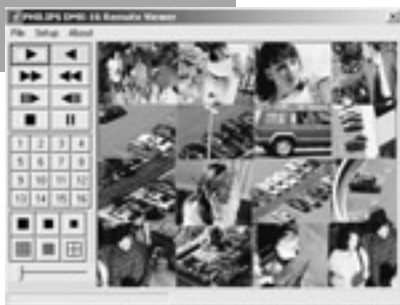 PHILIPS DMR-16 Remote Viewer
File Setup About
1 2 3 4
5 6 7 8
9 10 11 12
13 14 15 16